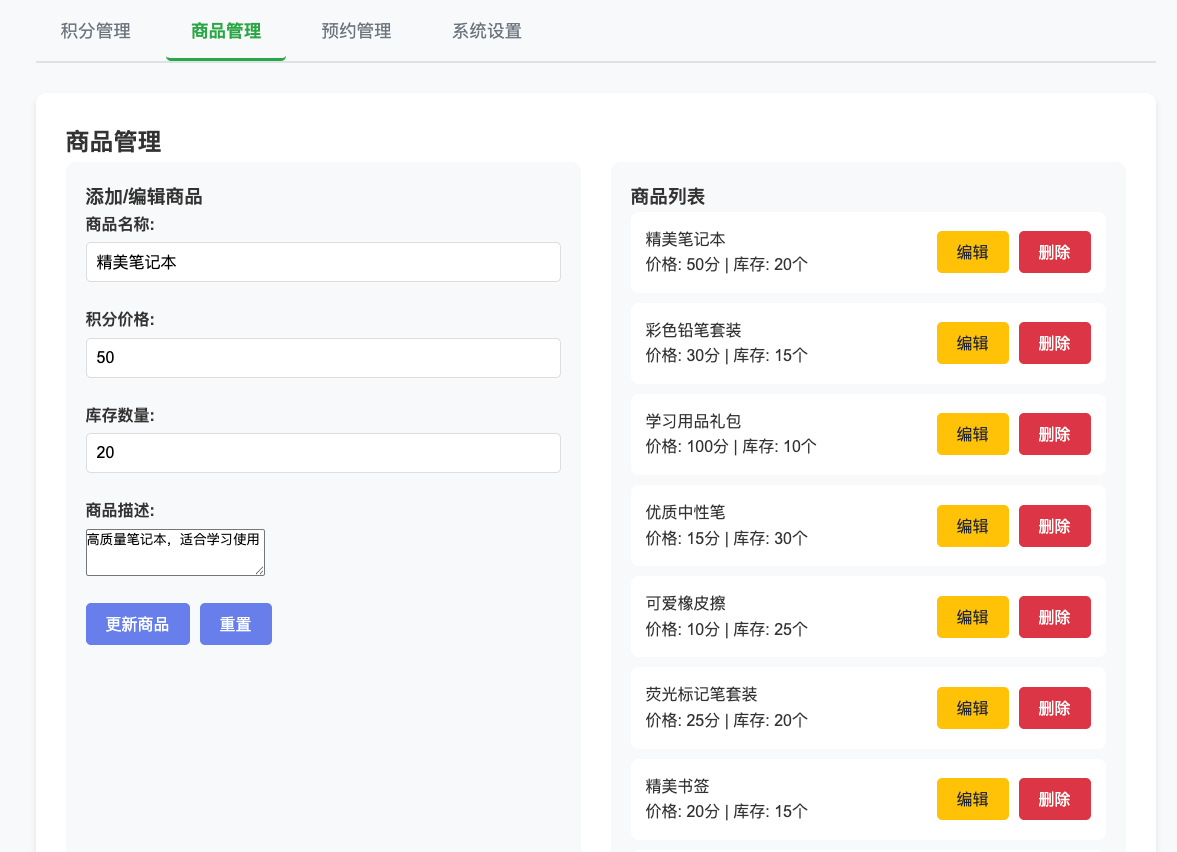 积分管理
商品管理
预约管理
系统设置
商品管理
添加/编辑商品
商品名称:
精美笔记本
积分价格:
50
库存数量:
20
商品描述:
高质量笔记本，适合学习使用
更新商品
重置
商品列表
精美笔记本
价格: 50分 | 库存: 20个
编辑
删除
彩色铅笔套装
价格: 30分 | 库存: 15个
编辑
删除
学习用品礼包
价格: 100分 | 库存: 10个
编辑
删除
优质中性笔
价格: 15分 | 库存: 30个
编辑
删除
可爱橡皮擦
价格: 10分 | 库存: 25个
编辑
删除
荧光标记笔套装
价格: 25分 | 库存: 20个
编辑
删除
精美书签
价格: 20分 | 库存: 15个
编辑
删除